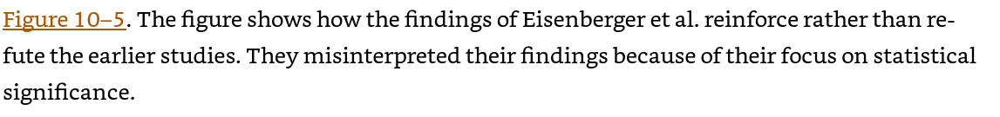 Figure 10–5. The figure shows how the findings of Eisenberger et al. reinforce rather than re-
fute the earlier studies. They misinterpreted their findings because of their focus on statistical
significance.